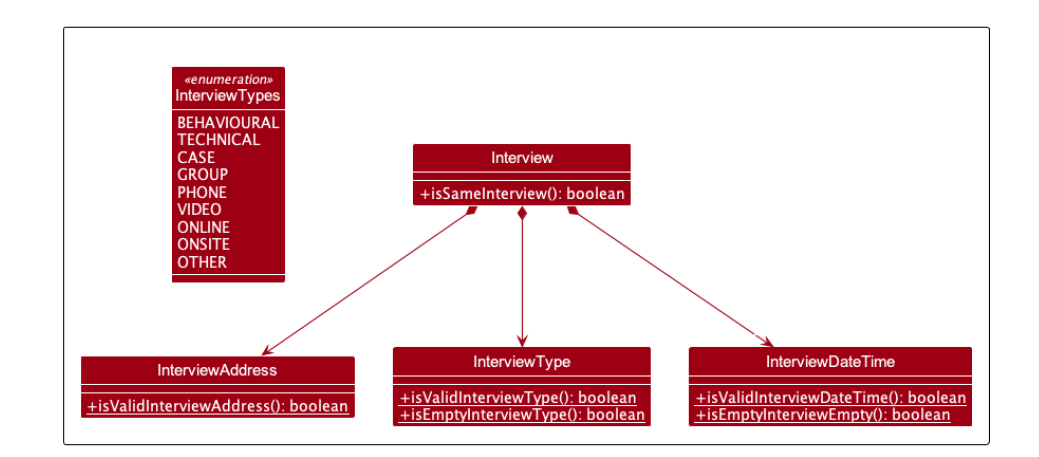 «enumeration»
InterviewTypes
BEHAVIOURAL
TECHNICAL
CASE
GROUP
PHONE
VIDEO
ONLINE
ONSITE
OTHER
Interview
+isSameInterview(): boolean
InterviewAddress
+isValidInterviewAddress(): boolean
InterviewType
+isValidInterviewType(): boolean
+isEmptyInterviewType(): boolean
InterviewDateTime
+isValidInterviewDateTime(): boolean
+isEmptyInterviewEmpty(): boolean